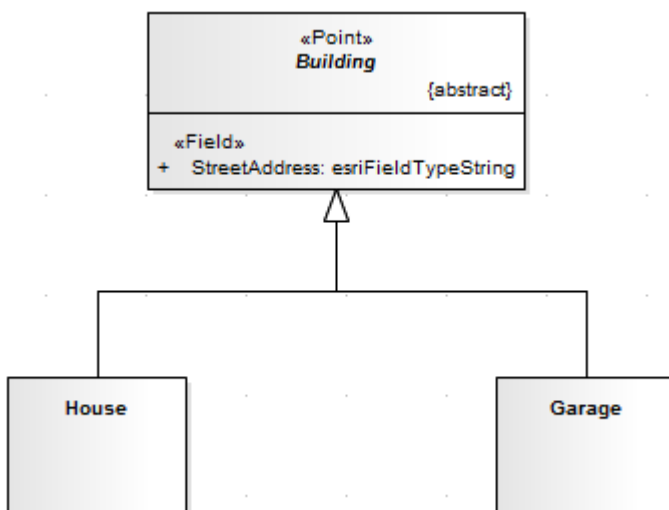 «Point»
Building
{abstract}
«Field»
+ StreetAddress: esriFieldTypeString
House
Garage